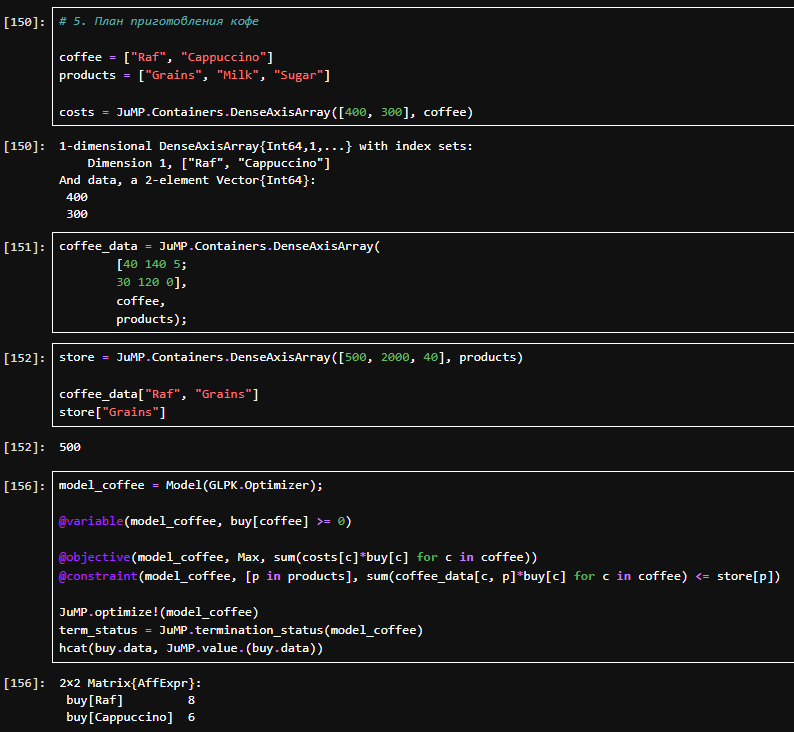 [150]: # 5. План приготовления кофе
coffee = ["Raf", "Cappuccino"]
products = ["Grains", "Milk", "Sugar"]
costs = JuMP.Containers.DenseAxisArray([400, 300], coffee)
[150]: 1-dimensional DenseAxisArray{Int64,1,...} with index sets:
    Dimension 1, ["Raf", "Cappuccino"]
And data, a 2-element Vector{Int64}:
 400
 300
[151]: coffee_data = JuMP.Containers.DenseAxisArray(
        [40 140 5;
        30 120 0],
        coffee,
        products);
[152]: store = JuMP.Containers.DenseAxisArray([500, 2000, 40], products)
coffee_data["Raf", "Grains"]
store["Grains"]
[152]: 500
[156]: model_coffee = Model(GLPK.Optimizer);
@variable(model_coffee, buy[coffee] >= 0)
@objective(model_coffee, Max, sum(costs[c]*buy[c] for c in coffee))
@constraint(model_coffee, [p in products], sum(coffee_data[c, p]*buy[c] for c in coffee) <= store[p])
JuMP.optimize!(model_coffee)
term_status = JuMP.termination_status(model_coffee)
hcat(buy.data, JuMP.value.(buy.data))
[156]: 2×2 Matrix{AffExpr}:
 buy[Raf]         8
 buy[Cappuccino]  6